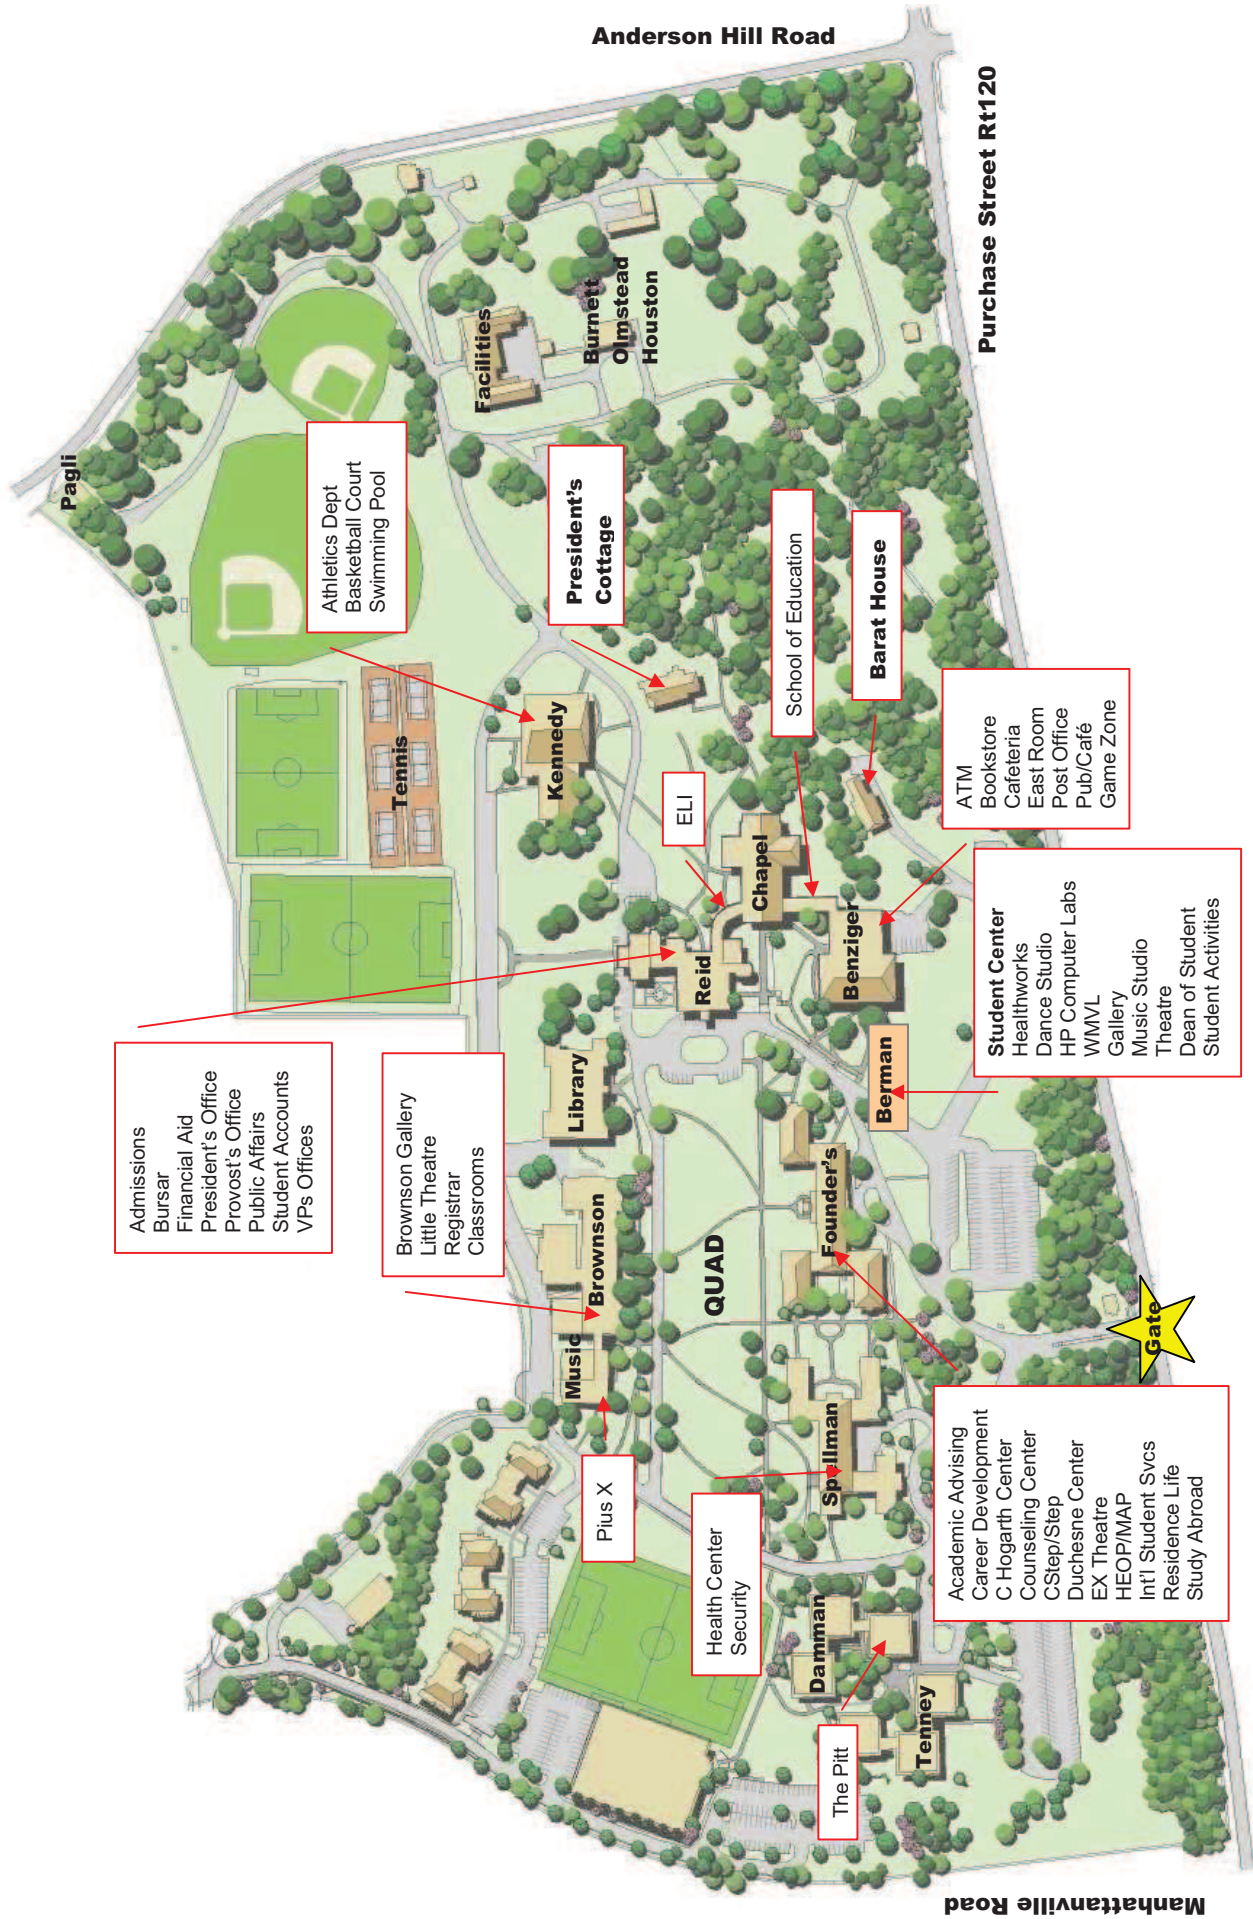 Anderson Hill Road
Purchase Street Rt120
Manhattanville Road
Pagli
Facilities
Burnett
Olmstead
Houston
Athletics Dept
Basketball Court
Swimming Pool
President's
Cottage
School of Education
Barat House
Tennis
Kennedy
ELI
Chapel
ATM
Bookstore
Cafeteria
East Room
Post Office
Pub/Café
Game Zone
Reid
Benziger
Student Center
Healthworks
Dance Studio
HP Computer Labs
WMVL
Gallery
Music Studio
Theatre
Dean of Student
Student Activities
Admissions
Bursar
Financial Aid
President's Office
Provost's Office
Public Affairs
Student Accounts
VPs Offices
Brownson Gallery
Little Theatre
Registrar
Classrooms
Library
Berman
Brownson
QUAD
Founder's
Music
Gate
Pius X
Spellman
Health Center
Security
Academic Advising
Career Development
C Hogarth Center
Counseling Center
CStep/Step
Duchesne Center
EX Theatre
HEOP/MAP
Int'l Student Svcs
Residence Life
Study Abroad
Damman
The Pitt
Tenney